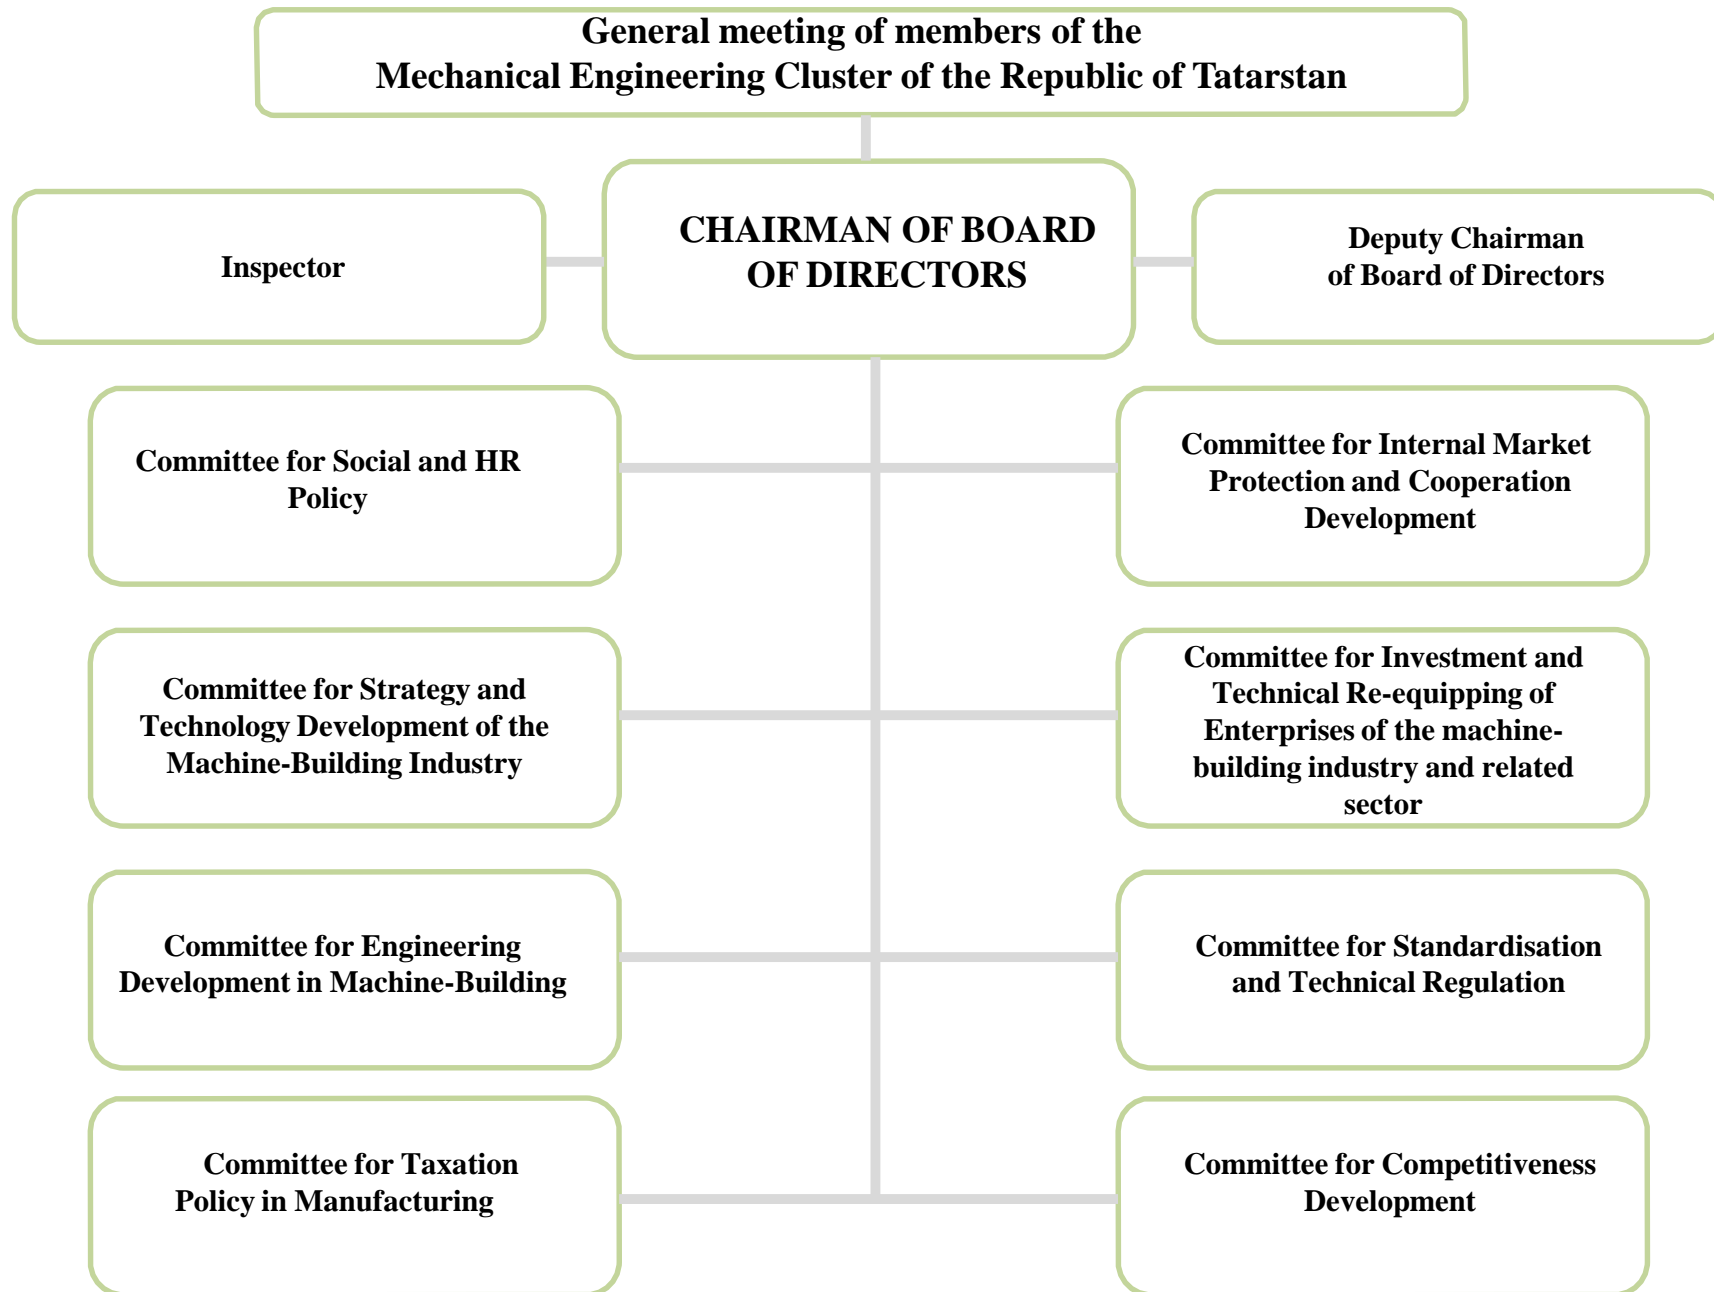 General meeting of members of the
Mechanical Engineering Cluster of the Republic of Tatarstan
Inspector
CHAIRMAN OF BOARD
OF DIRECTORS
Deputy Chairman
of Board of Directors
Committee for Social and HR
Policy
Committee for Internal Market
Protection and Cooperation
Development
Committee for Strategy and
Technology Development of the
Machine-Building Industry
Committee for Investment and
Technical Re-equipping of
Enterprises of the machine-
building industry and related
sector
Committee for Engineering
Development in Machine-Building
Committee for Standardisation
and Technical Regulation
Committee for Taxation
Policy in Manufacturing
Committee for Competitiveness
Development